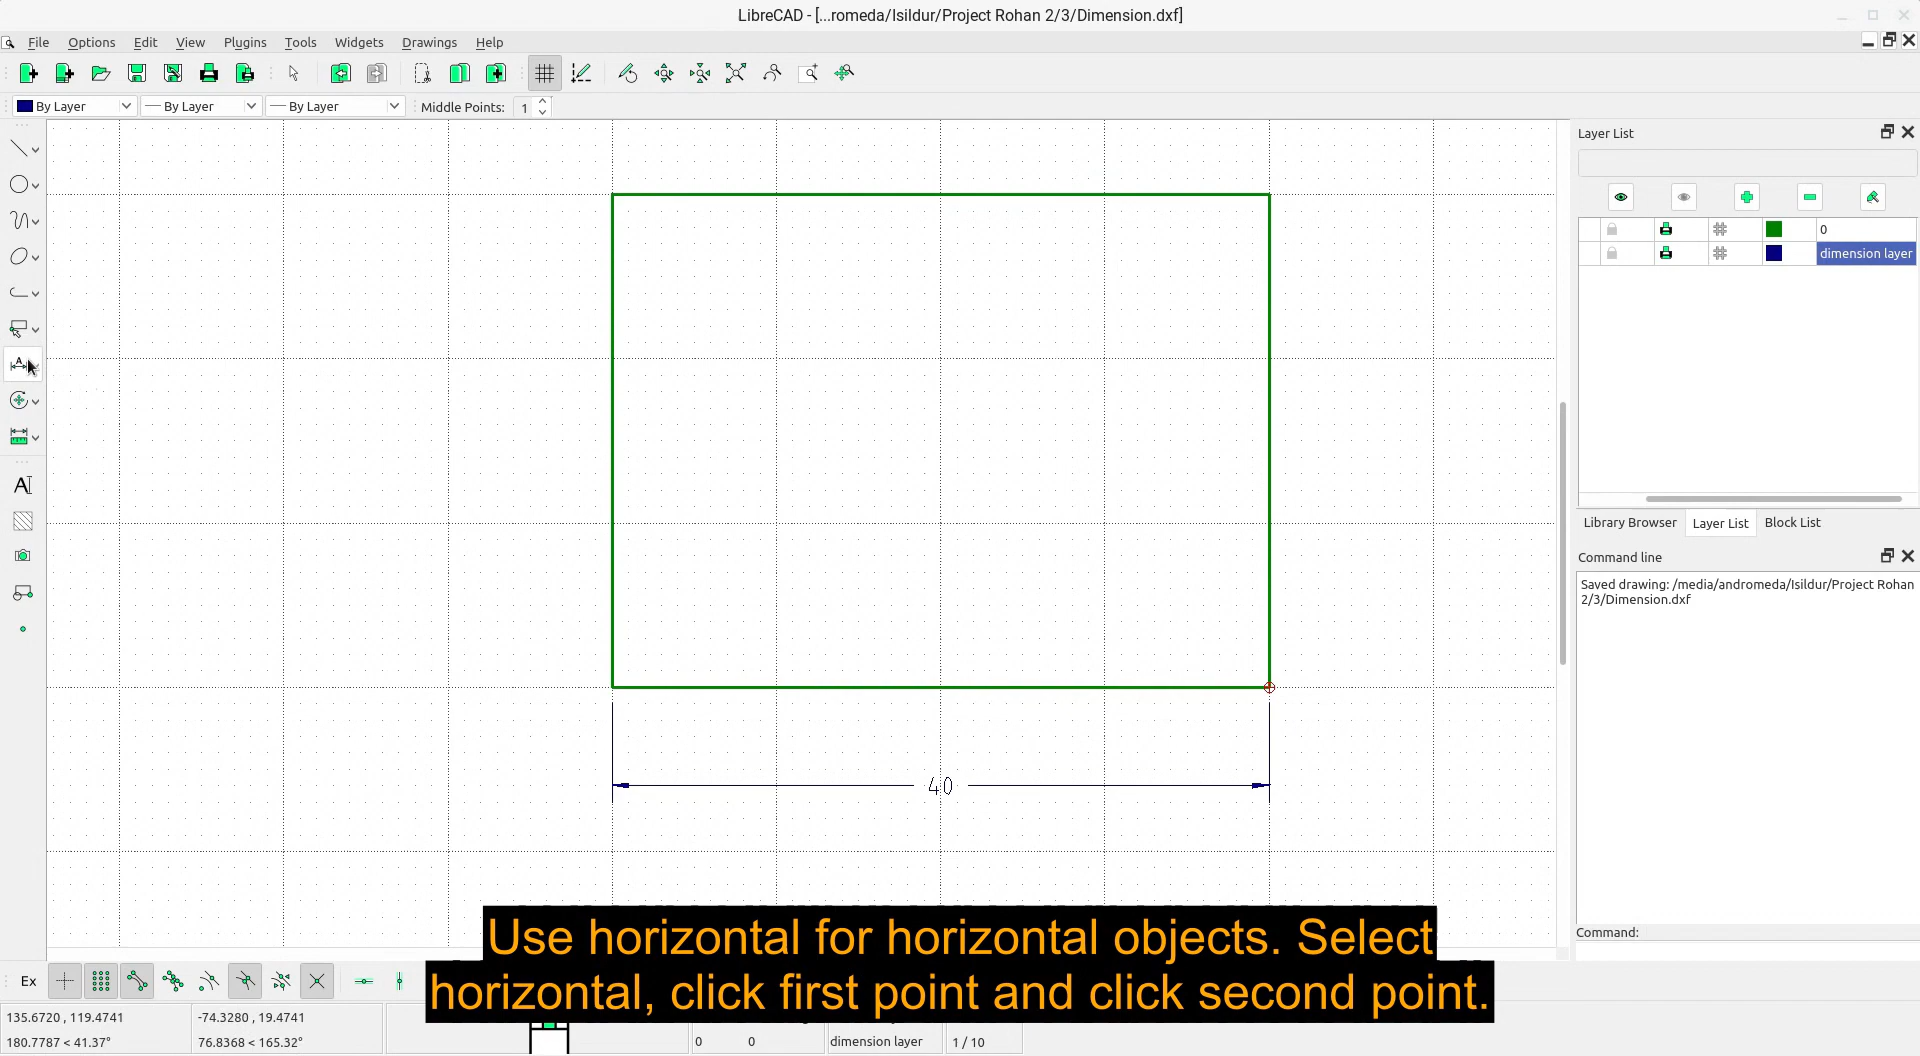 LibreCAD - [...romeda/Isildur/Project Rohan 2/3/Dimension.dxf]
File Options Edit View Plugins Tools Widgets Drawings Help
By Layer By Layer By Layer Middle Points: 1
Layer List
0
dimension layer
Library Browser Layer List Block List
Command line
Saved drawing: /media/andromeda/Isildur/Project Rohan
2/3/Dimension.dxf
40
Command:
Use horizontal for horizontal objects. Select
horizontal, click first point and click second point.
Ex
135.6720 , 119.4741 -74.3280 , 19.4741
180.7787 < 41.37° 76.8368 < 165.32° 0 0 dimension layer 1 / 10